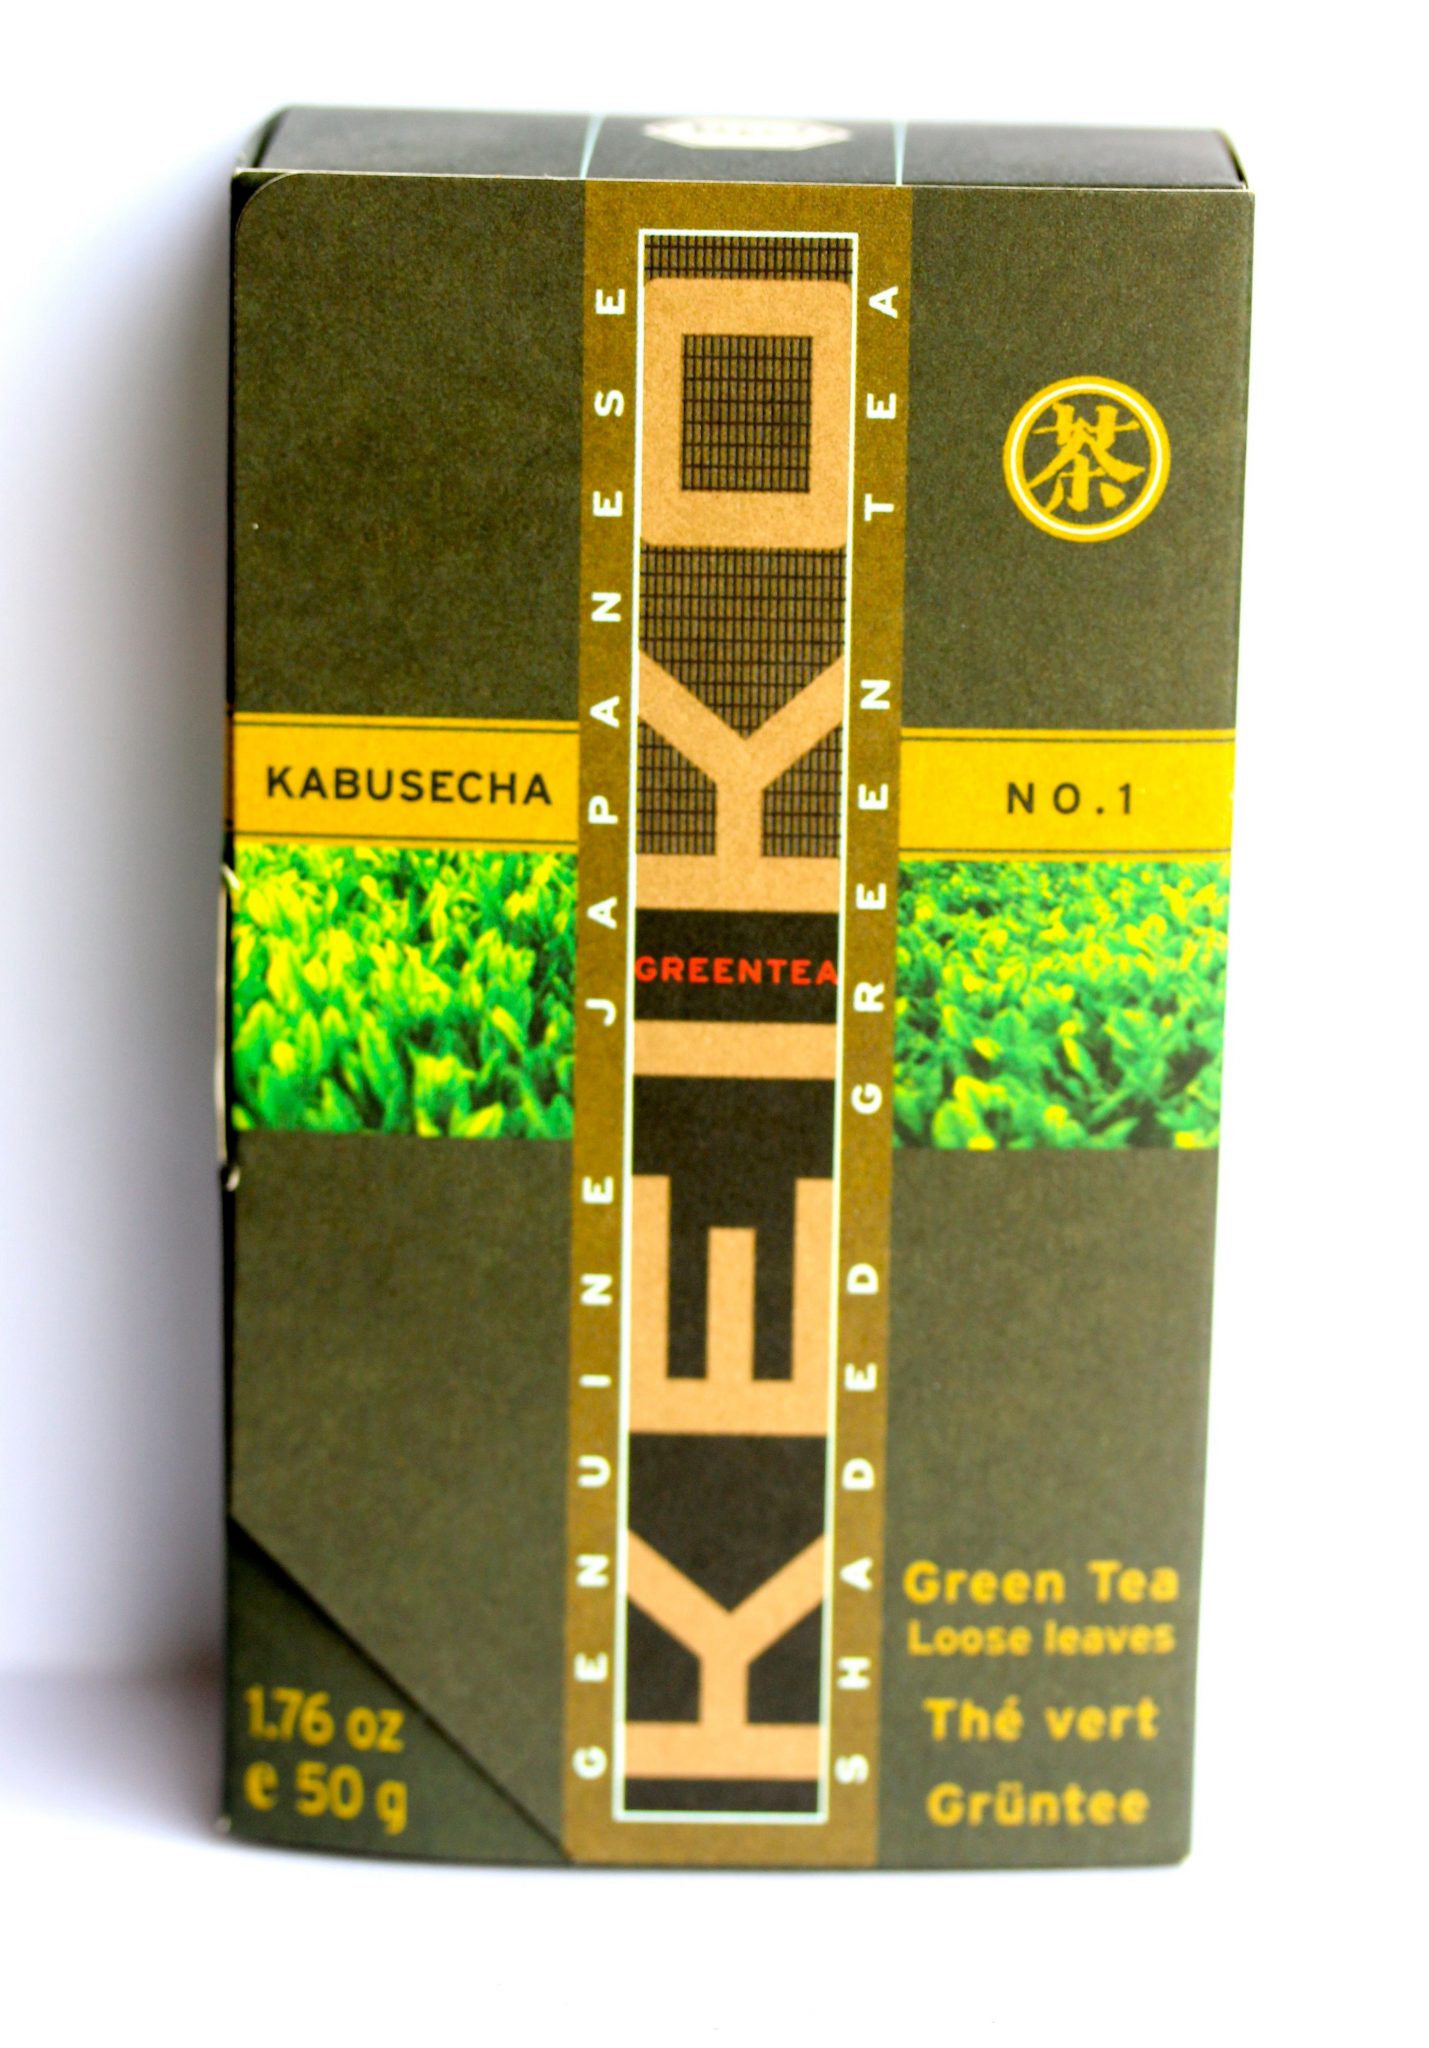 茶
KABUSECHA
NO.1
GENUINE JAPANESE
KEIKO
GREENTEA
SHADED GREEN TEA
1.76 oz
e 50 g
Green Tea
Loose leaves
Thé vert
Grüntee